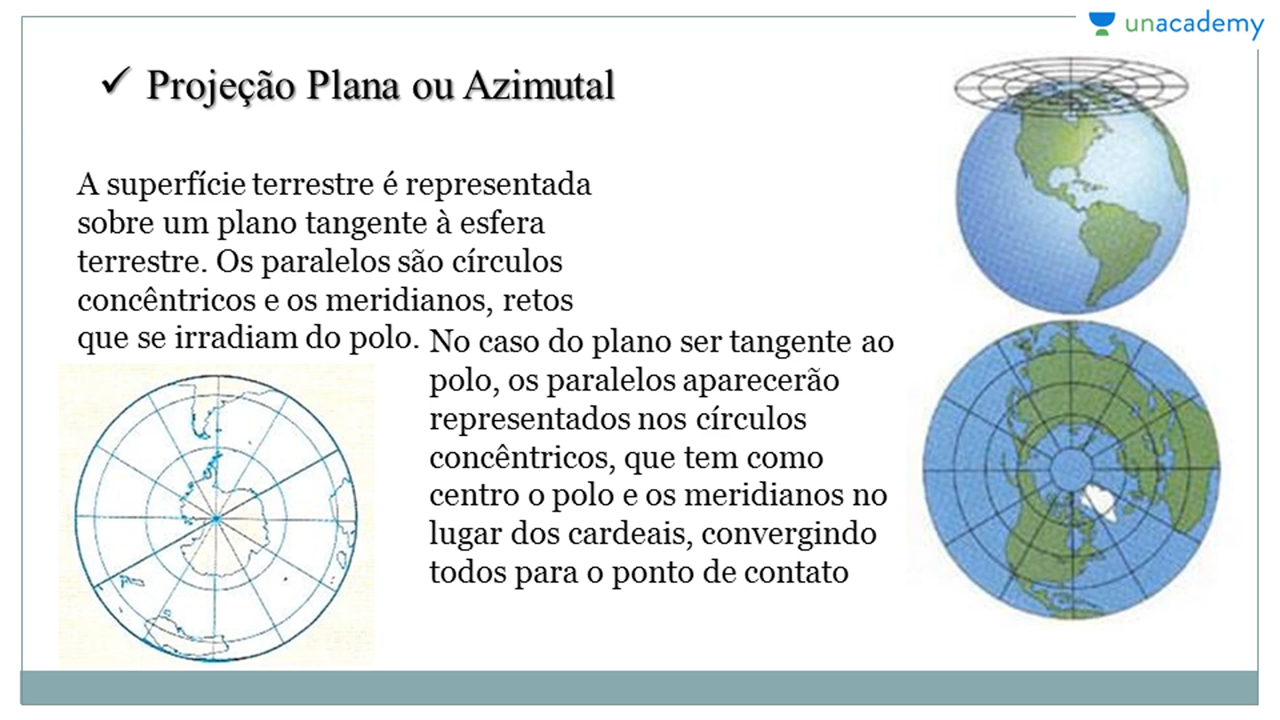 unacademy
✓ Projeção Plana ou Azimutal
A superfície terrestre é representada
sobre um plano tangente à esfera
terrestre. Os paralelos são círculos
concêntricos e os meridianos, retos
que se irradiam do polo.
No caso do plano ser tangente ao
polo, os paralelos aparecerão
representados nos círculos
concêntricos, que tem como
centro o polo e os meridianos no
lugar dos cardeais, convergindo
todos para o ponto de contato